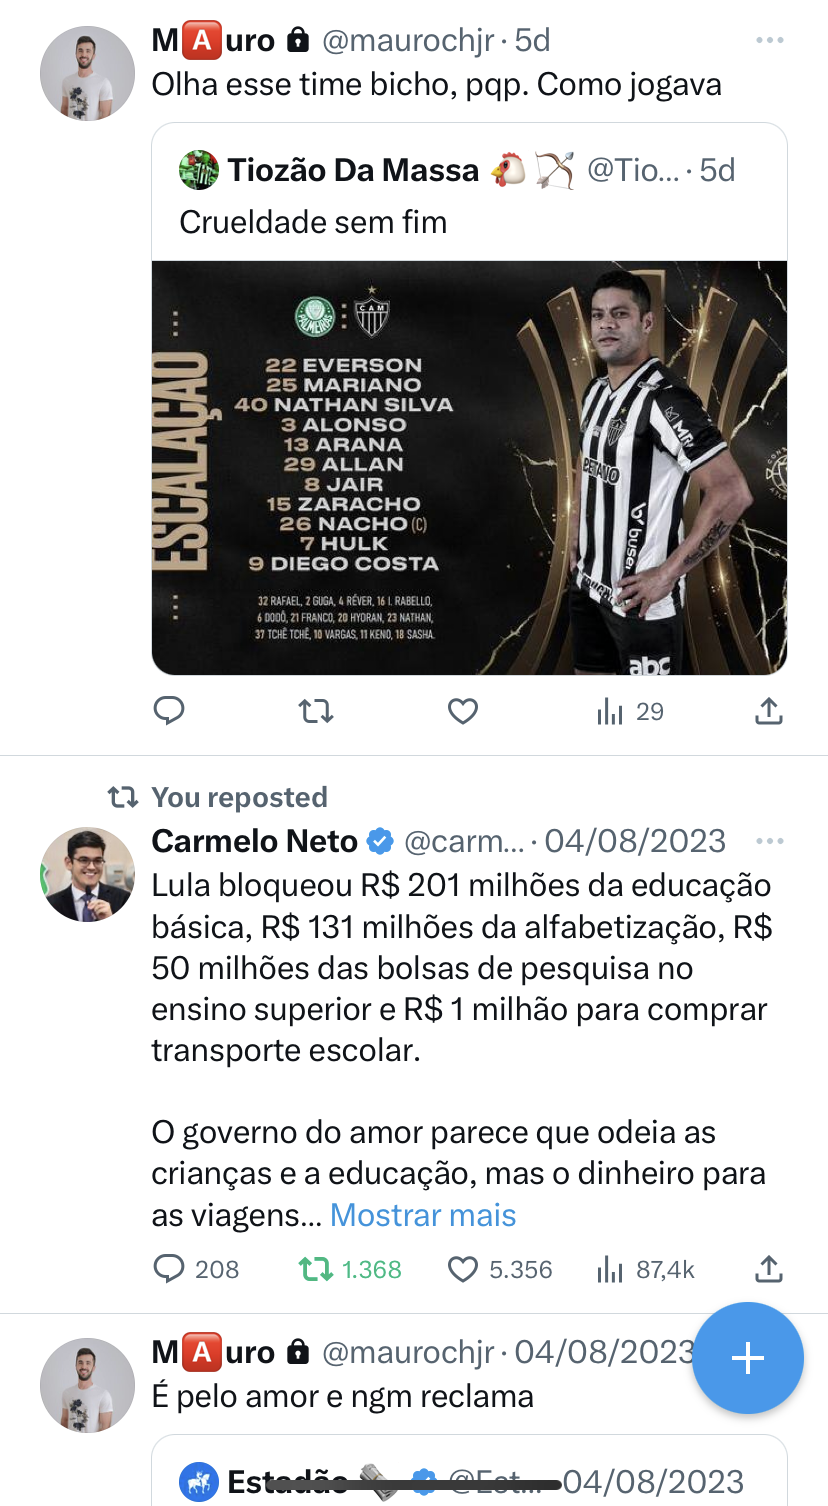 M🅰️uro 🔒 @maurochjr · 5d
Olha esse time bicho, pqp. Como jogava
Tiozão Da Massa 🐔🏹 @Tio... · 5d
Crueldade sem fim
ESCALAÇÃO
PALMEIRAS
CAM
22 EVERSON
25 MARIANO
40 NATHAN SILVA
3 ALONSO
13 ARANA
29 ALLAN
8 JAIR
15 ZARACHO
26 NACHO (C)
7 HULK
9 DIEGO COSTA
32 RAFAEL, 2 GUGA, 4 RÉVER, 16 I. RABELLO,
6 DODÔ, 21 FRANCO, 20 HYORAN, 23 NATHAN,
37 TCHÊ TCHÊ, 10 VARGAS, 11 KENO, 18 SASHA.
BETANO
buser
abc
29
You reposted
Carmelo Neto @carm... · 04/08/2023
Lula bloqueou R$ 201 milhões da educação
básica, R$ 131 milhões da alfabetização, R$
50 milhões das bolsas de pesquisa no
ensino superior e R$ 1 milhão para comprar
transporte escolar.
O governo do amor parece que odeia as
crianças e a educação, mas o dinheiro para
as viagens... Mostrar mais
208 1.368 5.356 87,4k
M🅰️uro 🔒 @maurochjr · 04/08/2023
É pelo amor e ngm reclama
Estadão 🗞️ @Est... 04/08/2023